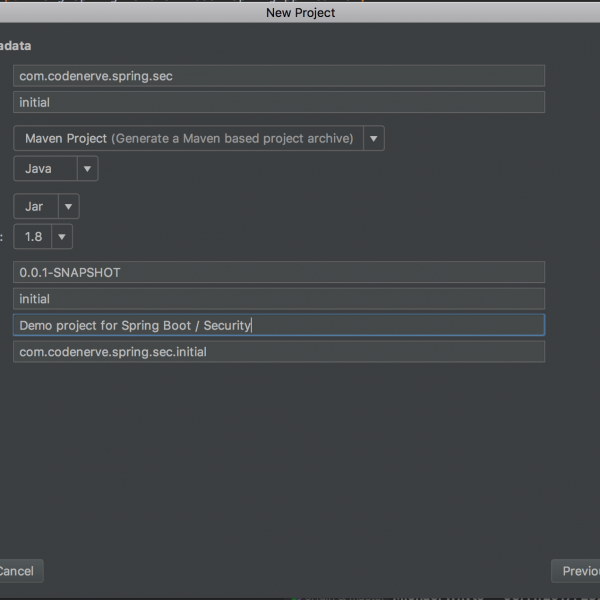 New Project
adata
com.codenerve.spring.sec
initial
Maven Project (Generate a Maven based project archive)
Java
Jar
: 1.8
0.0.1-SNAPSHOT
initial
Demo project for Spring Boot / Security
com.codenerve.spring.sec.initial
Cancel Previou